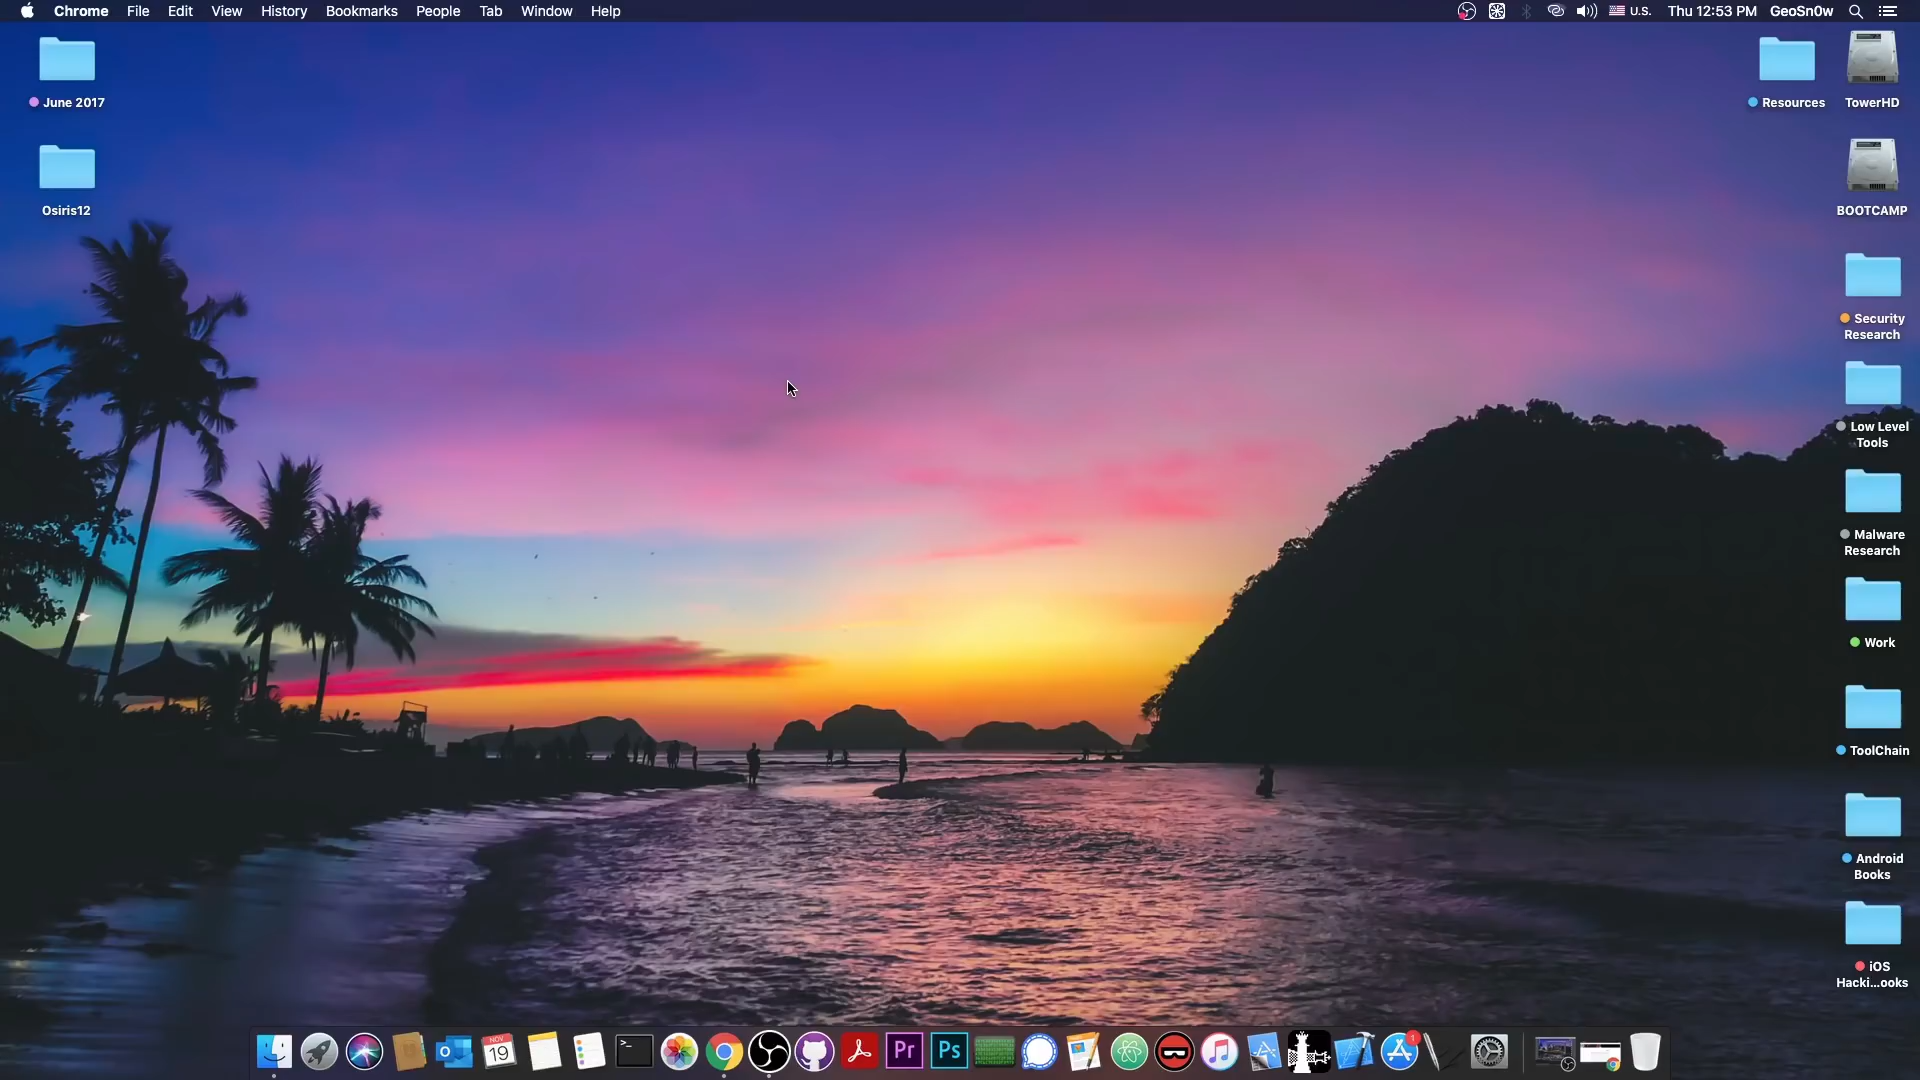 Chrome File Edit View History Bookmarks People Tab Window Help U.S. Thu 12:53 PM GeoSn0w
June 2017
Osiris12
Resources
TowerHD
BOOTCAMP
Security
Research
Low Level
Tools
Malware
Research
Work
ToolChain
Android
Books
iOS
Hacki...ooks
NOV
19
>_
Pr
Ps
1